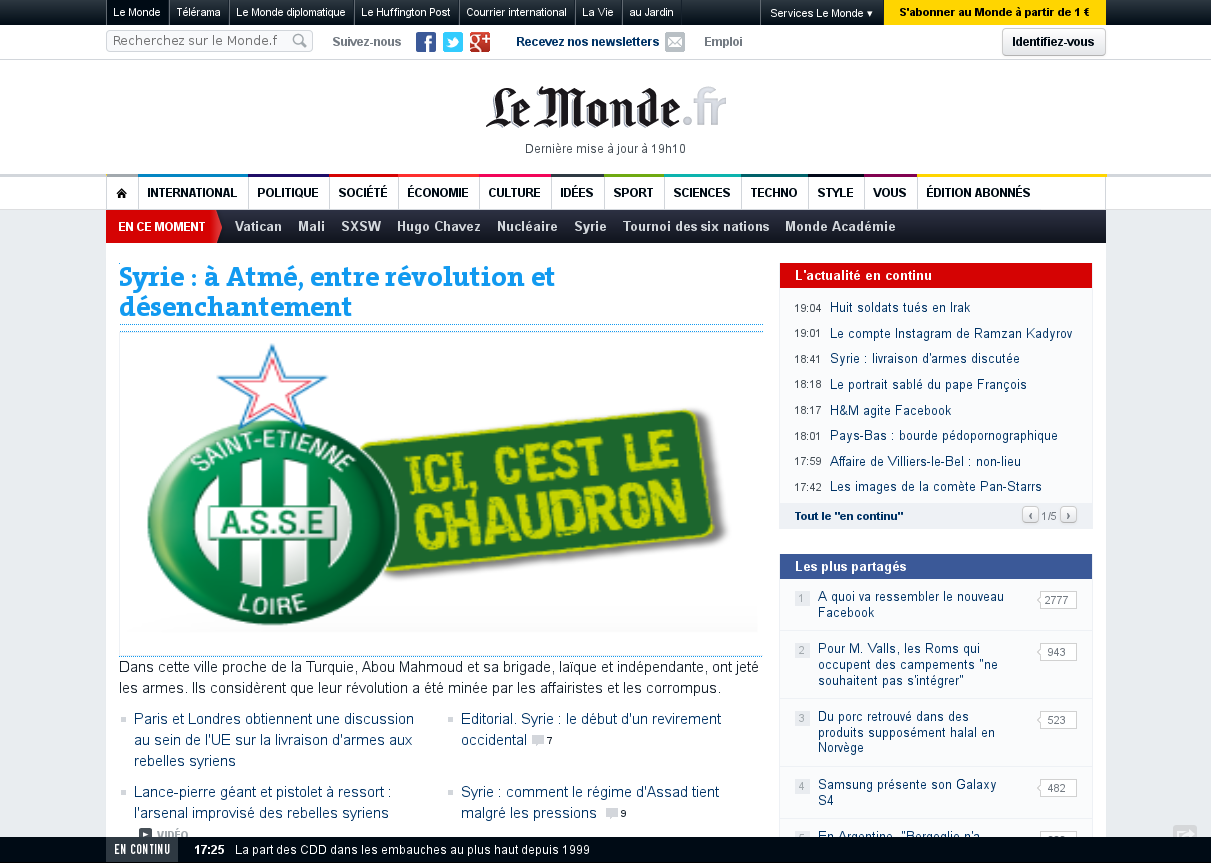 Le Monde Télérama Le Monde diplomatique Le Huffington Post Courrier international La Vie au Jardin Services Le Monde ▾ S'abonner au Monde à partir de 1 €
Recherchez sur le Monde.f Suivez-nous Recevez nos newsletters Emploi Identifiez-vous
Le Monde.fr
Dernière mise à jour à 19h10
INTERNATIONAL POLITIQUE SOCIÉTÉ ÉCONOMIE CULTURE IDÉES SPORT SCIENCES TECHNO STYLE VOUS ÉDITION ABONNÉS
EN CE MOMENT Vatican Mali SXSW Hugo Chavez Nucléaire Syrie Tournoi des six nations Monde Académie
Syrie : à Atmé, entre révolution et
désenchantement
SAINT-ETIENNE
A.S.S.E
LOIRE
ICI, C'EST LE
CHAUDRON
Dans cette ville proche de la Turquie, Abou Mahmoud et sa brigade, laïque et indépendante, ont jeté
les armes. Ils considèrent que leur révolution a été minée par les affairistes et les corrompus.
Paris et Londres obtiennent une discussion
au sein de l'UE sur la livraison d'armes aux
rebelles syriens
Editorial. Syrie : le début d'un revirement
occidental 7
Lance-pierre géant et pistolet à ressort :
l'arsenal improvisé des rebelles syriens
VIDÉO
Syrie : comment le régime d'Assad tient
malgré les pressions 9
L'actualité en continu
19:04 Huit soldats tués en Irak
19:01 Le compte Instagram de Ramzan Kadyrov
18:41 Syrie : livraison d'armes discutée
18:18 Le portrait sablé du pape François
18:17 H&M agite Facebook
18:01 Pays-Bas : bourde pédopornographique
17:59 Affaire de Villiers-le-Bel : non-lieu
17:42 Les images de la comète Pan-Starrs
Tout le "en continu" ‹ 1/5 ›
Les plus partagés
1 A quoi va ressembler le nouveau 2777
Facebook
2 Pour M. Valls, les Roms qui 943
occupent des campements "ne
souhaitent pas s'intégrer"
3 Du porc retrouvé dans des 523
produits supposément halal en
Norvège
4 Samsung présente son Galaxy 482
S4
5 En Argentine, "Bergoglio n'a
EN CONTINU 17:25 La part des CDD dans les embauches au plus haut depuis 1999